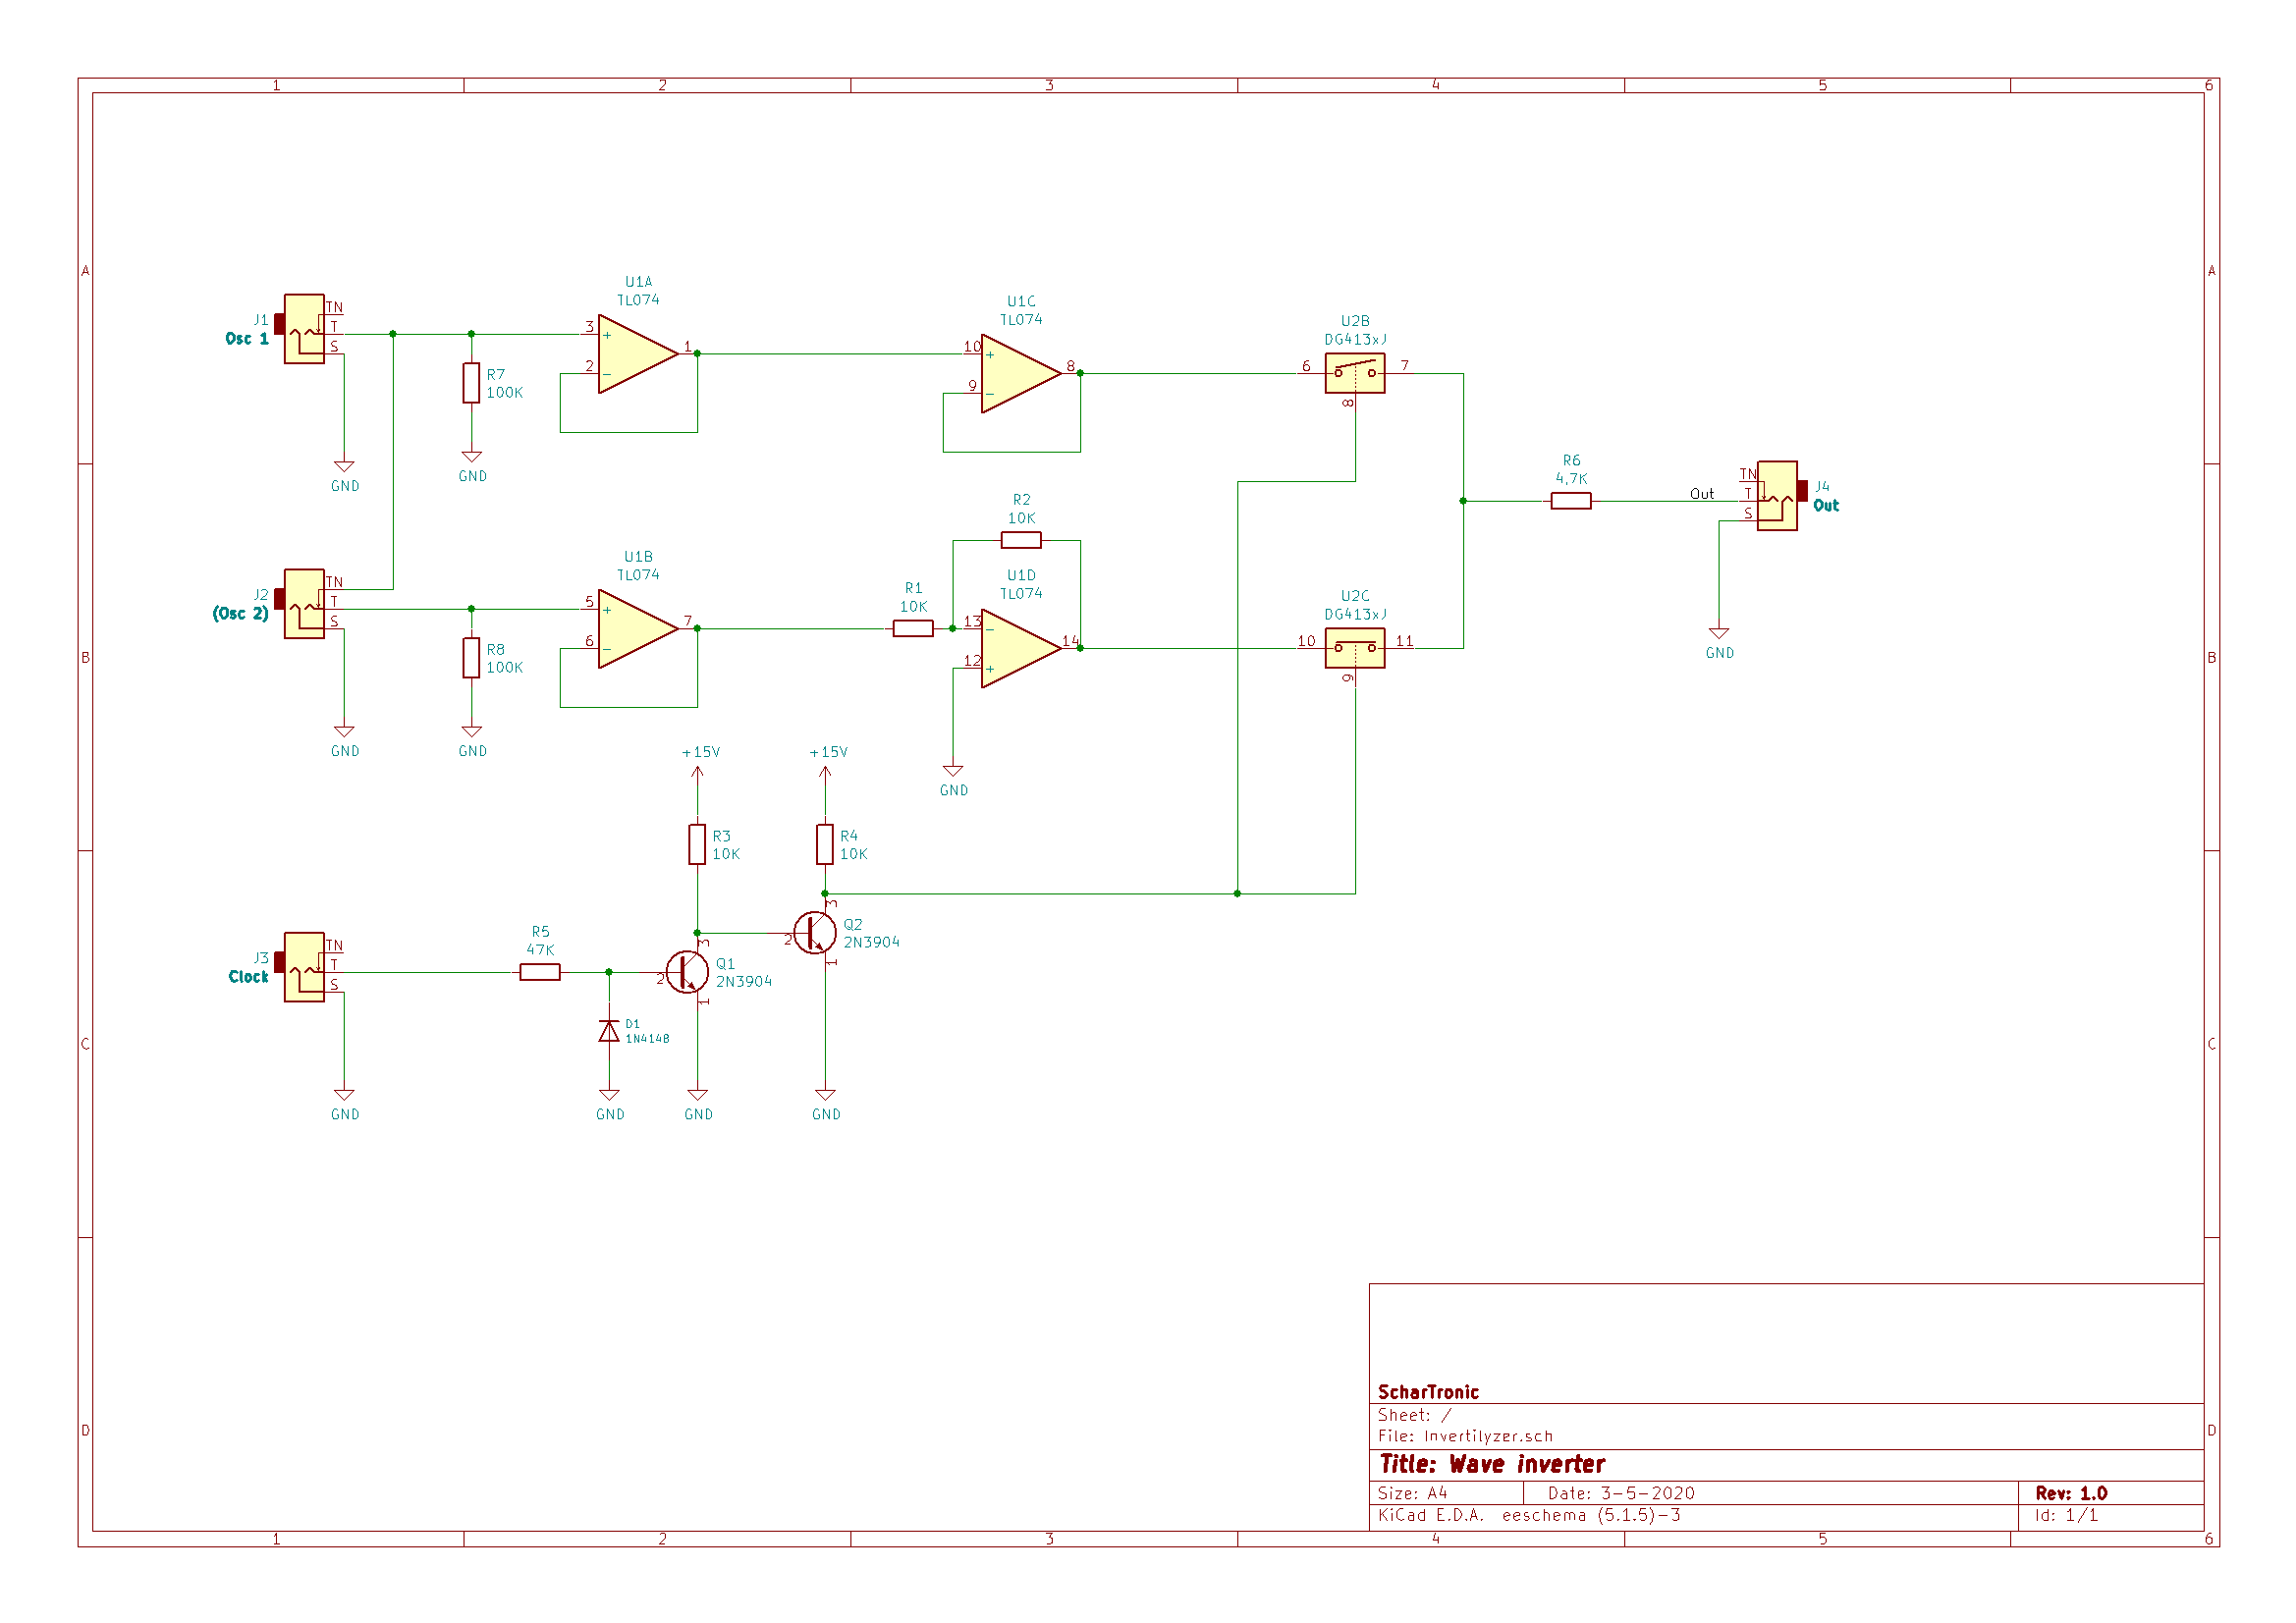 1 2 3 4 5 6
A A
B B
C C
D D
1 2 3 4 5 6
J1
Osc 1
TN
T
S
GND
R7
100K
GND
U1A
TL074
3
2
1
+
−
U1C
TL074
10
9
8
+
−
U2B
DG413xJ
6
7
8
J2
(Osc 2)
TN
T
S
GND
R8
100K
GND
U1B
TL074
5
6
7
+
−
R1
10K
R2
10K
U1D
TL074
13
12
14
−
+
GND
U2C
DG413xJ
10
11
9
R6
4,7K
Out
TN
T
S
J4
Out
GND
+15V
R3
10K
+15V
R4
10K
J3
Clock
TN
T
S
GND
R5
47K
D1
1N4148
GND
2
3
1
Q1
2N3904
GND
2
3
1
Q2
2N3904
GND
ScharTronic
Sheet: /
File: Invertilyzer.sch
Title: Wave inverter
Size: A4 Date: 3-5-2020 Rev: 1.0
KiCad E.D.A. eeschema (5.1.5)-3 Id: 1/1